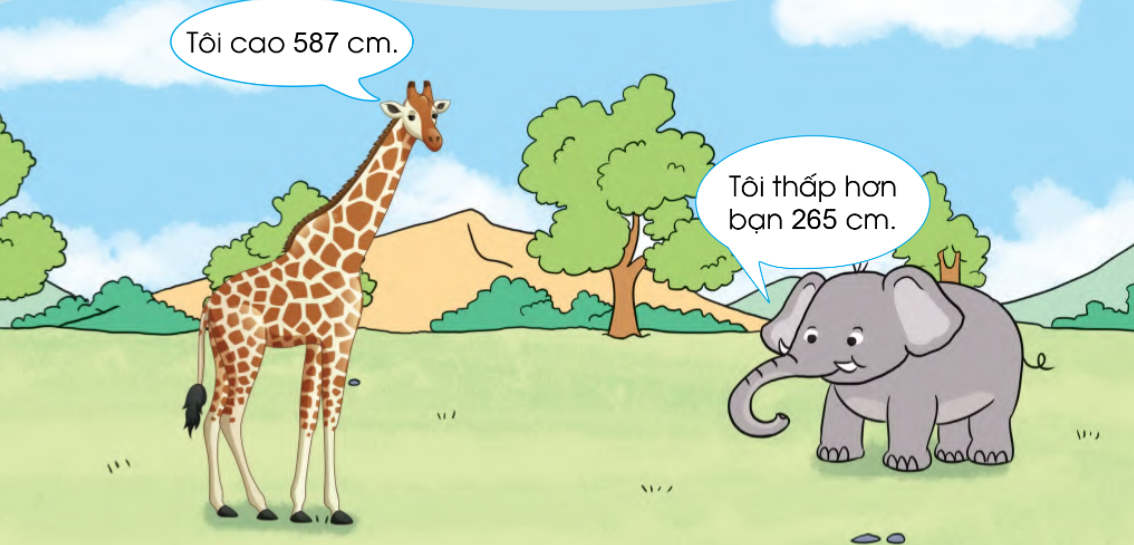 Tôi cao 587 cm.
Tôi thấp hơn
bạn 265 cm.